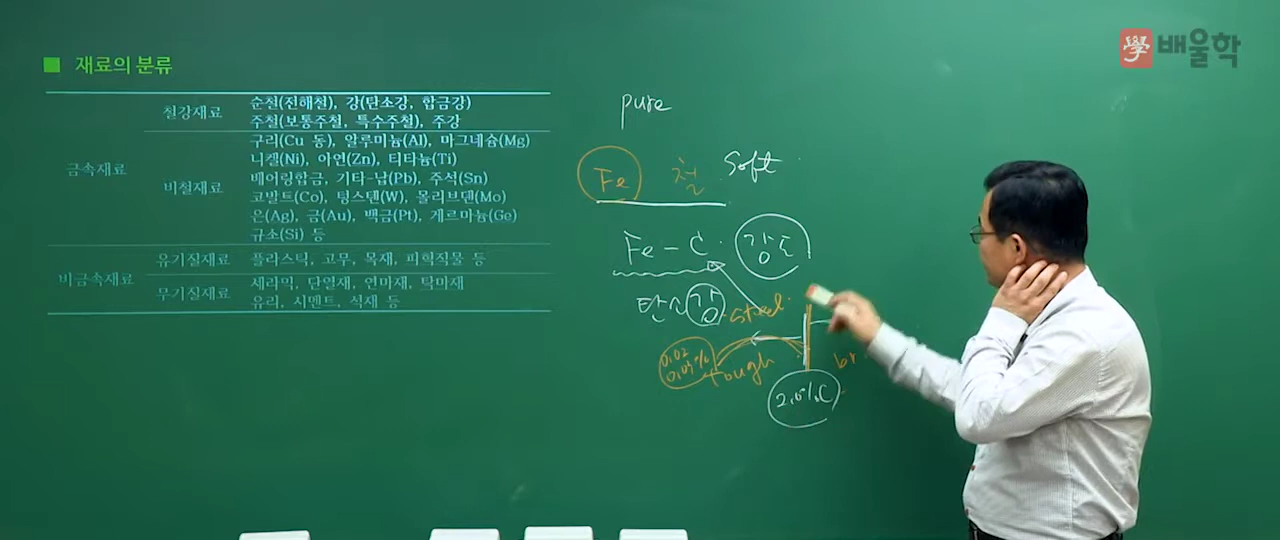 學 배울학
■ 재료의 분류
금속재료
철강재료
순철(전해철), 강(탄소강, 합금강)
주철(보통주철, 특수주철), 주강
비철재료
구리(Cu 동), 알루미늄(Al), 마그네슘(Mg)
니켈(Ni), 아연(Zn), 티타늄(Ti)
베어링합금, 기타-납(Pb), 주석(Sn)
코발트(Co), 텅스텐(W), 몰리브덴(Mo)
은(Ag), 금(Au), 백금(Pt), 게르마늄(Ge)
규소(Si) 등
비금속재료
유기질재료
플라스틱, 고무, 목재, 피혁직물 등
무기질재료
세라믹, 단열재, 연마재, 탁마재
유리, 시멘트, 석재 등
pure
Fe 철 Soft
Fe - C 강도
강 Steel
0.02
tough br
2.0%C